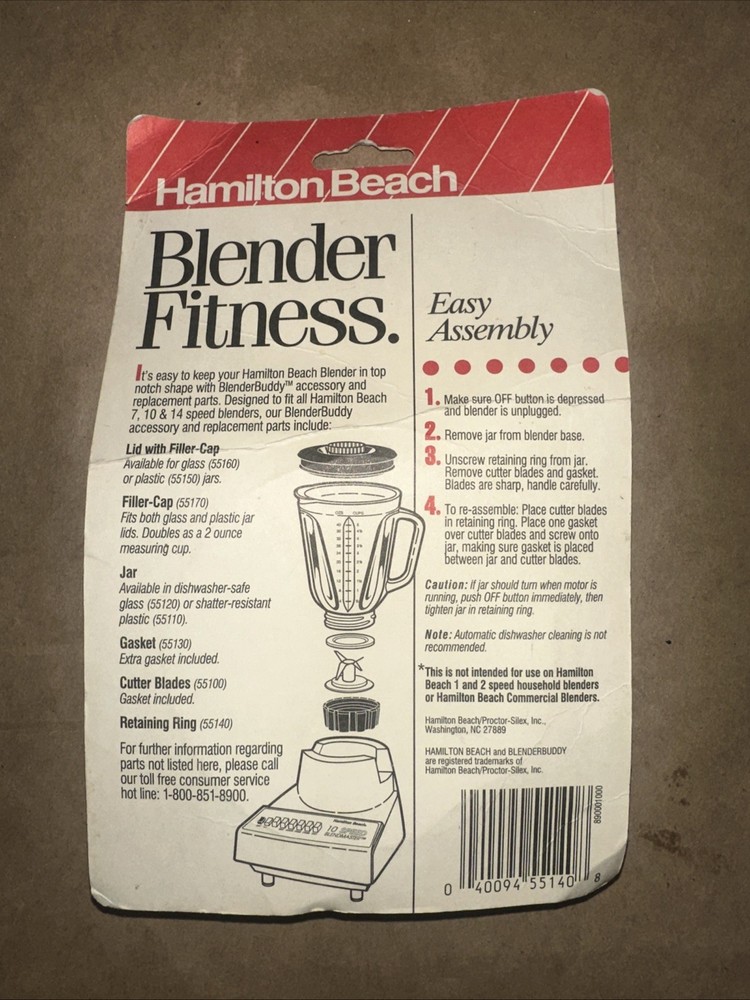 Hamilton Beach
Blender
Fitness.
It's easy to keep your Hamilton Beach Blender in top
notch shape with BlenderBuddy™ accessory and
replacement parts. Designed to fit all Hamilton Beach
7, 10 & 14 speed blenders, our BlenderBuddy
accessory and replacement parts include:
Lid with Filler-Cap
Available for glass (55160)
or plastic (55150) jars.
Filler-Cap (55170)
Fits both glass and plastic jar
lids. Doubles as a 2 ounce
measuring cup.
Jar
Available in dishwasher-safe
glass (55120) or shatter-resistant
plastic (55110).
Gasket (55130)
Extra gasket included.
Cutter Blades (55100)
Gasket included.
Retaining Ring (55140)
For further information regarding
parts not listed here, please call
our toll free consumer service
hot line: 1-800-851-8900.
Hamilton Beach
10 SPEED
BLENDMASTER™
Easy
Assembly
1. Make sure OFF button is depressed
and blender is unplugged.
2. Remove jar from blender base.
3. Unscrew retaining ring from jar.
Remove cutter blades and gasket.
Blades are sharp, handle carefully.
4. To re-assemble: Place cutter blades
in retaining ring. Place one gasket
over cutter blades and screw onto
jar, making sure gasket is placed
between jar and cutter blades.
Caution: If jar should turn when motor is
running, push OFF button immediately, then
tighten jar in retaining ring.
Note: Automatic dishwasher cleaning is not
recommended.
*This is not intended for use on Hamilton
Beach 1 and 2 speed household blenders
or Hamilton Beach Commercial Blenders.
Hamilton Beach/Proctor-Silex, Inc.,
Washington, NC 27889
HAMILTON BEACH and BLENDERBUDDY
are registered trademarks of
Hamilton Beach/Proctor-Silex, Inc.
890001000
0 40094 55140 8